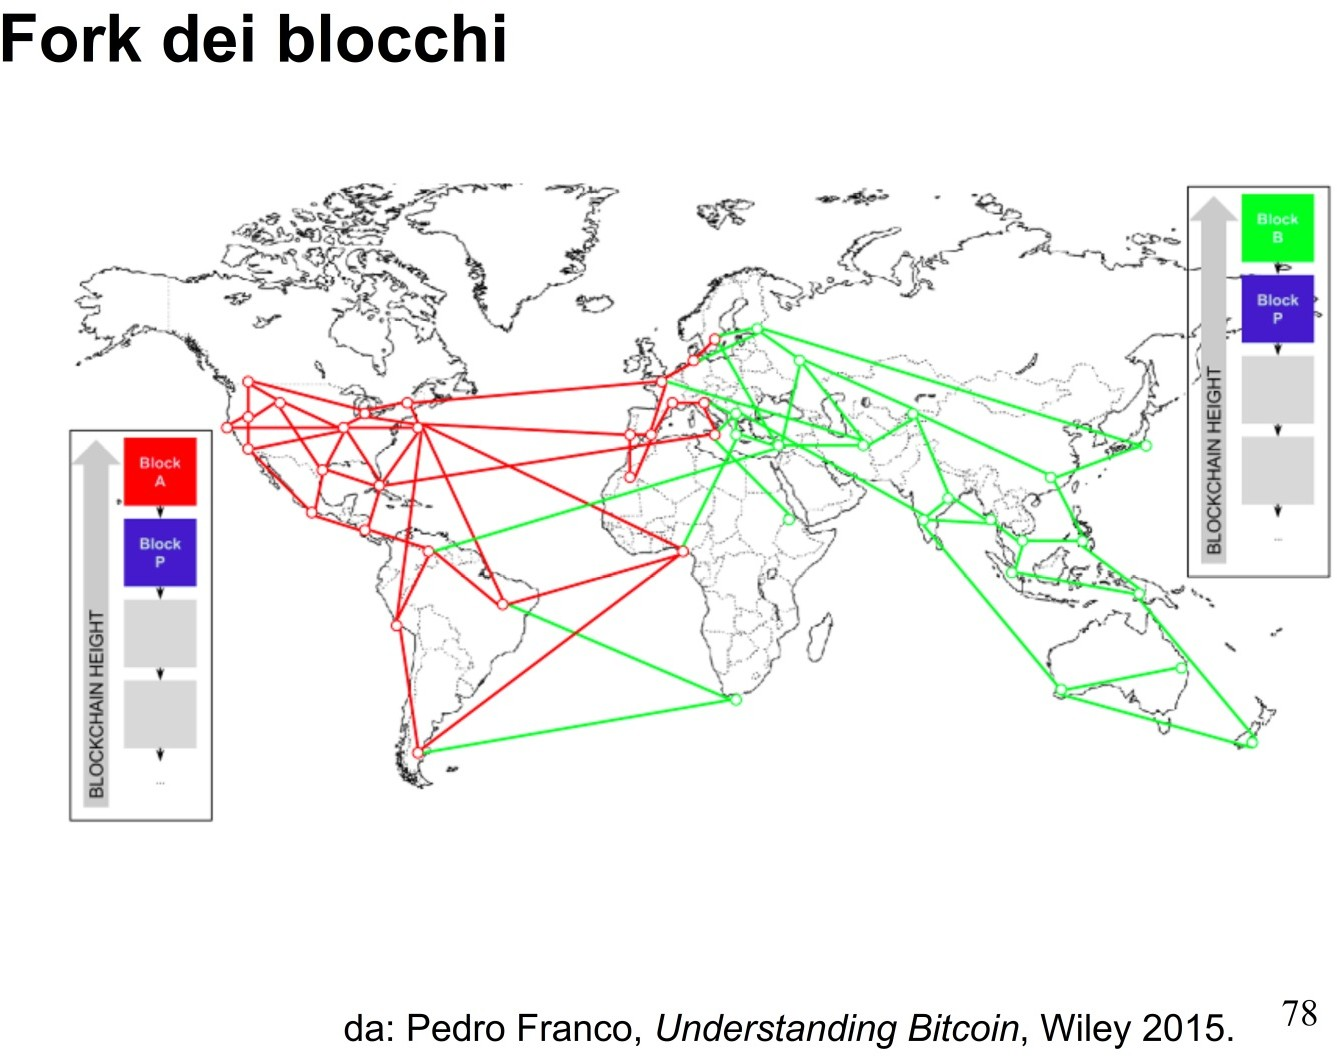 Fork dei blocchi
Block
B
Block
P
...
BLOCKCHAIN HEIGHT
Block
A
Block
P
...
BLOCKCHAIN HEIGHT
da: Pedro Franco, Understanding Bitcoin, Wiley 2015.
78